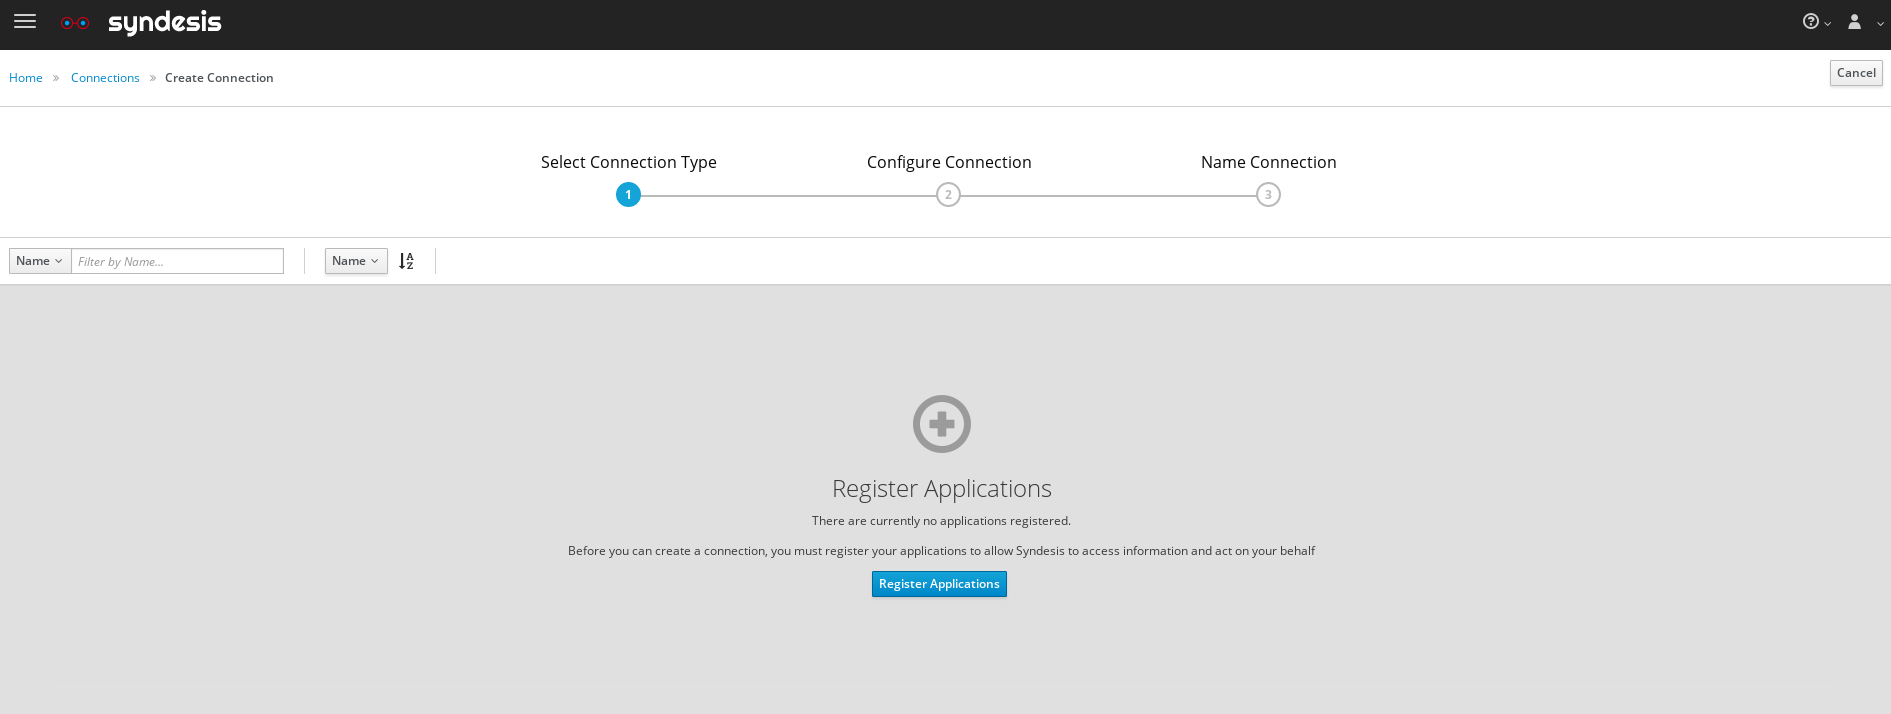 syndesis
Home » Connections » Create Connection
Cancel
Select Connection Type
Configure Connection
Name Connection
1
2
3
Name
Filter by Name...
Name
A
Z
Register Applications
There are currently no applications registered.
Before you can create a connection, you must register your applications to allow Syndesis to access information and act on your behalf
Register Applications